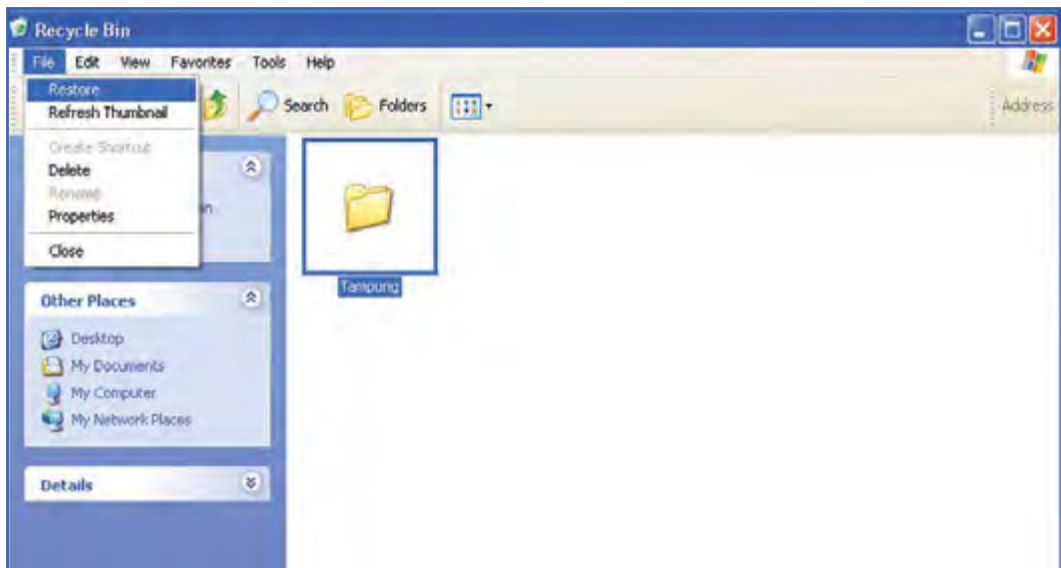 Recycle Bin
File Edit View Favorites Tools Help
Restore
Refresh Thumbnail
Create Shortcut
Delete
Rename
Properties
Close
Search Folders
Address
Tampung
Other Places
Desktop
My Documents
My Computer
My Network Places
Details